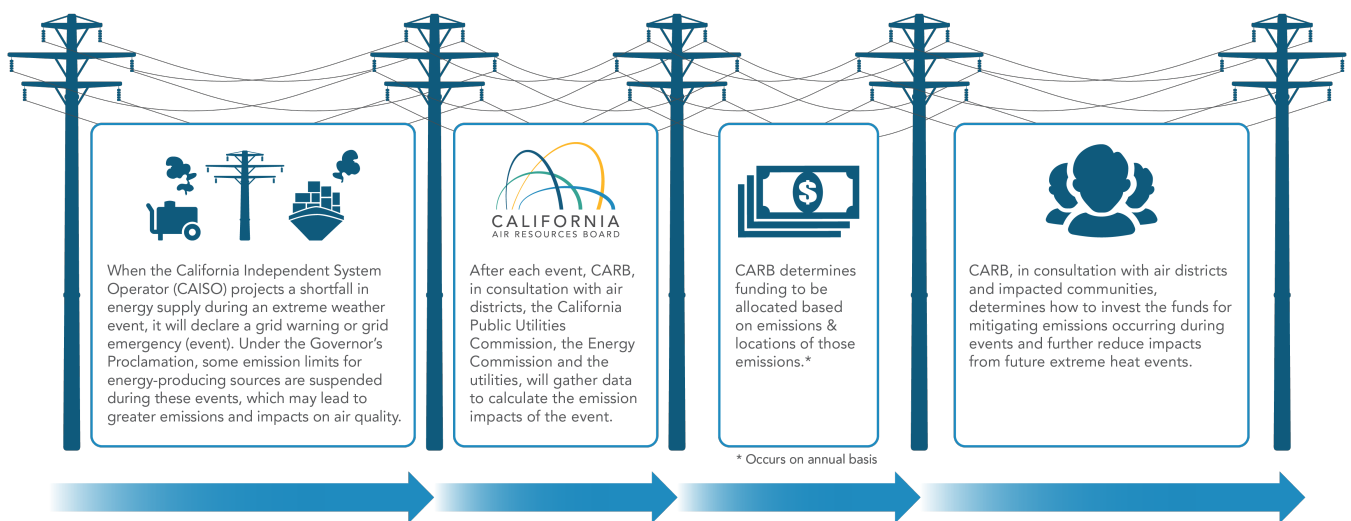 When the California Independent System
Operator (CAISO) projects a shortfall in
energy supply during an extreme weather
event, it will declare a grid warning or grid
emergency (event). Under the Governor’s
Proclamation, some emission limits for
energy-producing sources are suspended
during these events, which may lead to
greater emissions and impacts on air quality.
CALIFORNIA
AIR RESOURCES BOARD
After each event, CARB,
in consultation with air
districts, the California
Public Utilities
Commission, the Energy
Commission and the
utilities, will gather data
to calculate the emission
impacts of the event.
$
CARB determines
funding to be
allocated based
on emissions &
locations of those
emissions.*
* Occurs on annual basis
CARB, in consultation with air districts
and impacted communities,
determines how to invest the funds for
mitigating emissions occurring during
events and further reduce impacts
from future extreme heat events.